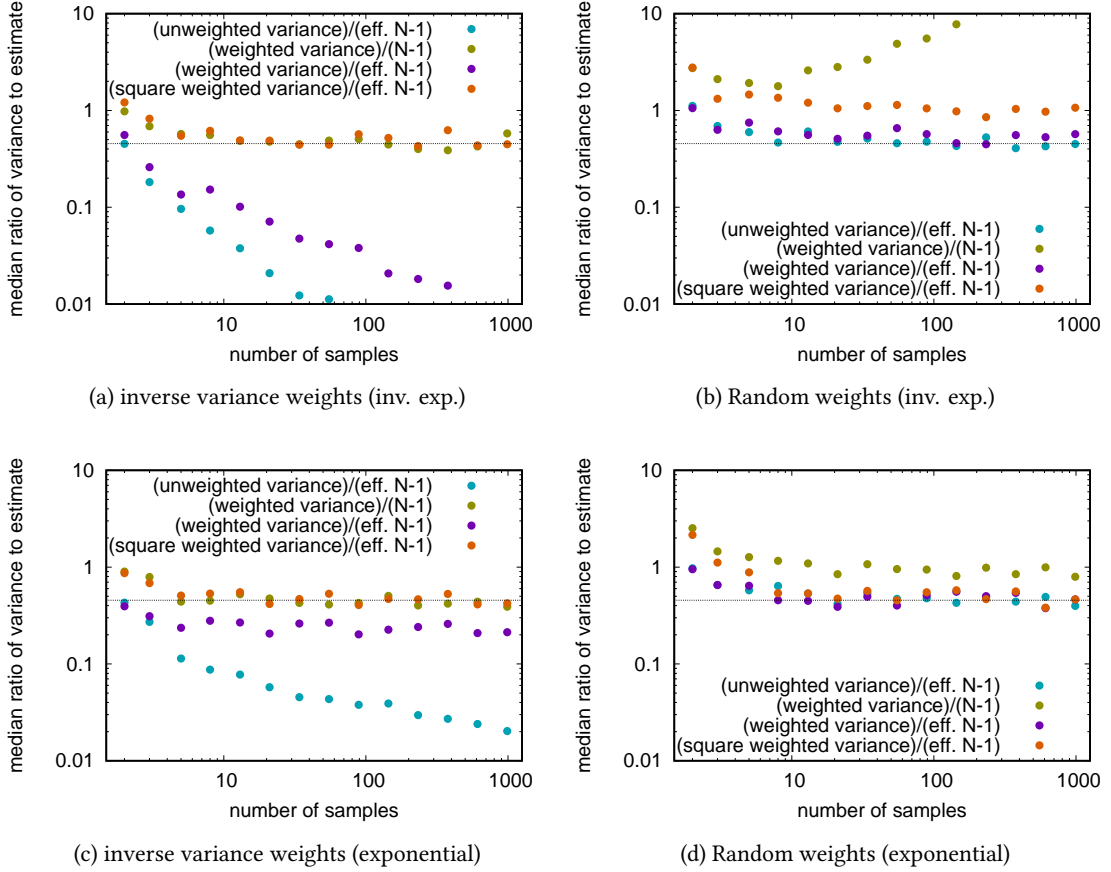 median ratio of variance to estimate
10
1
0.1
0.01
(unweighted variance)/(eff. N-1)
(weighted variance)/(N-1)
(weighted variance)/(eff. N-1)
(square weighted variance)/(eff. N-1)
10
100
1000
number of samples
(a) inverse variance weights (inv. exp.)
median ratio of variance to estimate
10
1
0.1
0.01
(unweighted variance)/(eff. N-1)
(weighted variance)/(N-1)
(weighted variance)/(eff. N-1)
(square weighted variance)/(eff. N-1)
10
100
1000
number of samples
(b) Random weights (inv. exp.)
median ratio of variance to estimate
10
1
0.1
0.01
(unweighted variance)/(eff. N-1)
(weighted variance)/(N-1)
(weighted variance)/(eff. N-1)
(square weighted variance)/(eff. N-1)
10
100
1000
number of samples
(c) inverse variance weights (exponential)
median ratio of variance to estimate
10
1
0.1
0.01
(unweighted variance)/(eff. N-1)
(weighted variance)/(N-1)
(weighted variance)/(eff. N-1)
(square weighted variance)/(eff. N-1)
10
100
1000
number of samples
(d) Random weights (exponential)